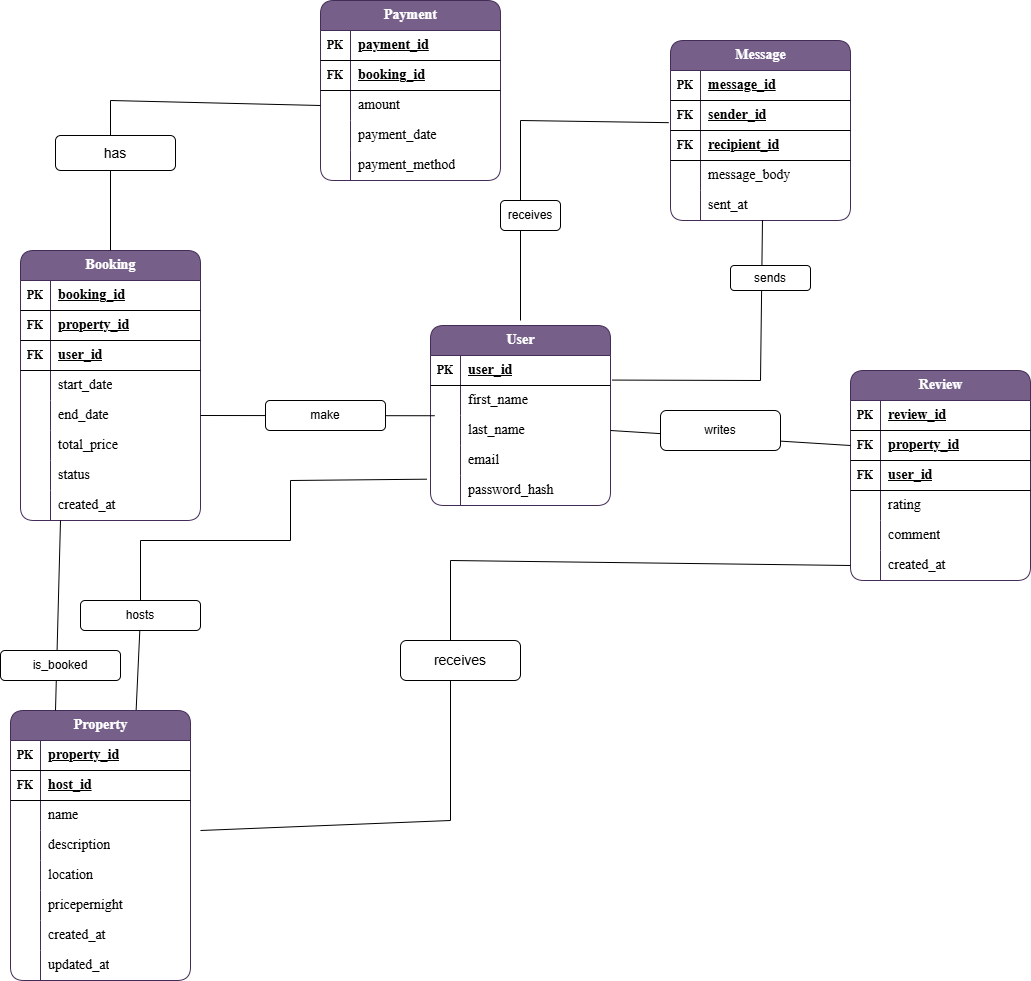 Payment
PK payment_id
FK booking_id
amount
payment_date
payment_method
Message
PK message_id
FK sender_id
FK recipient_id
message_body
sent_at
has
receives
sends
Booking
PK booking_id
FK property_id
FK user_id
start_date
end_date
total_price
status
created_at
make
User
PK user_id
first_name
last_name
email
password_hash
writes
Review
PK review_id
FK property_id
FK user_id
rating
comment
created_at
hosts
is_booked
receives
Property
PK property_id
FK host_id
name
description
location
pricepernight
created_at
updated_at